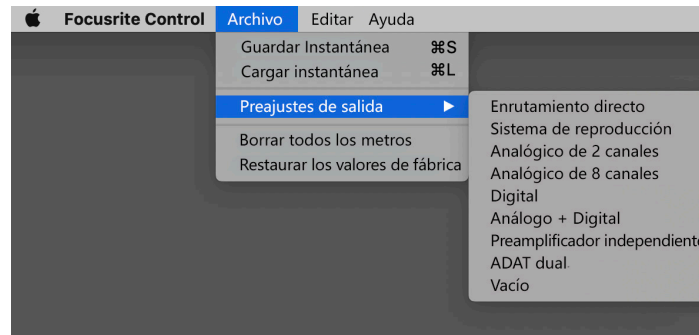 Focusrite Control Archivo Editar Ayuda
Guardar Instantánea ⌘S
Cargar instantánea ⌘L
Preajustes de salida ▶
Borrar todos los metros
Restaurar los valores de fábrica
Enrutamiento directo
Sistema de reproducción
Analógico de 2 canales
Analógico de 8 canales
Digital
Análogo + Digital
Preamplificador independiente
ADAT dual
Vacío